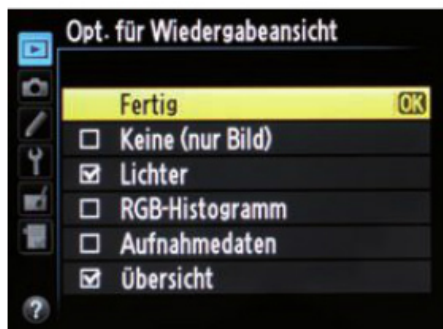 Opt. für Wiedergabeansicht
Fertig OK
Keine (nur Bild)
Lichter
RGB-Histogramm
Aufnahmedaten
Übersicht
?